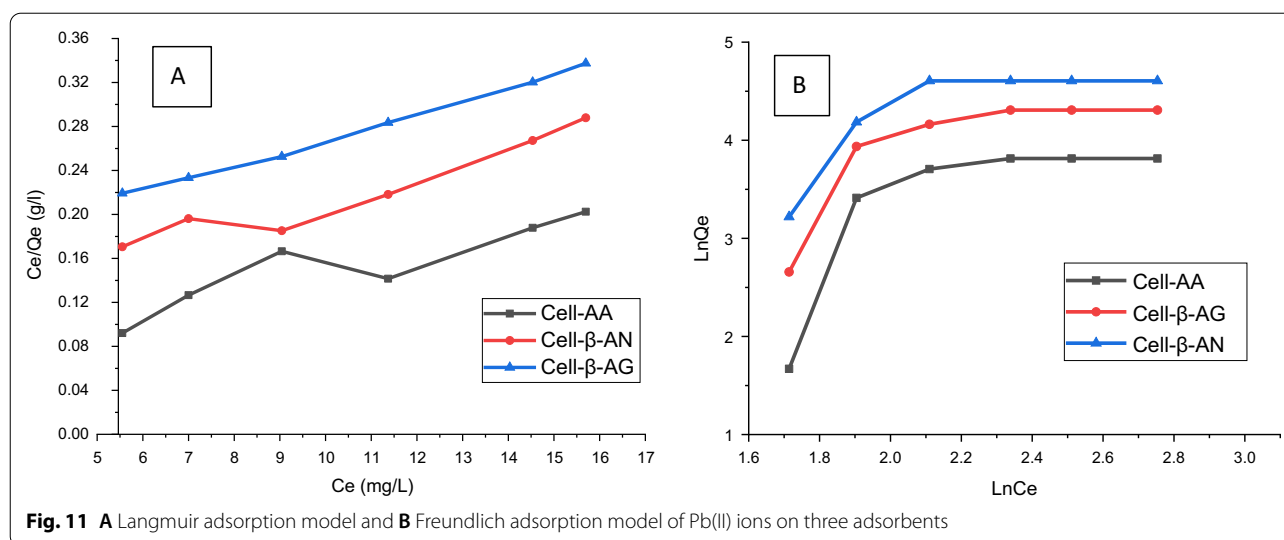 A
Ce/Qe (g/l)
0.36
0.32
0.28
0.24
0.20
0.16
0.12
0.08
0.04
0.00
5 6 7 8 9 10 11 12 13 14 15 16 17
Ce (mg/L)
Cell-AA
Cell-β-AN
Cell-β-AG
B
LnQe
5
4
3
2
1
1.6 1.8 2.0 2.2 2.4 2.6 2.8 3.0
LnCe
Cell-AA
Cell-β-AG
Cell-β-AN
Fig. 11 A Langmuir adsorption model and B Freundlich adsorption model of Pb(II) ions on three adsorbents